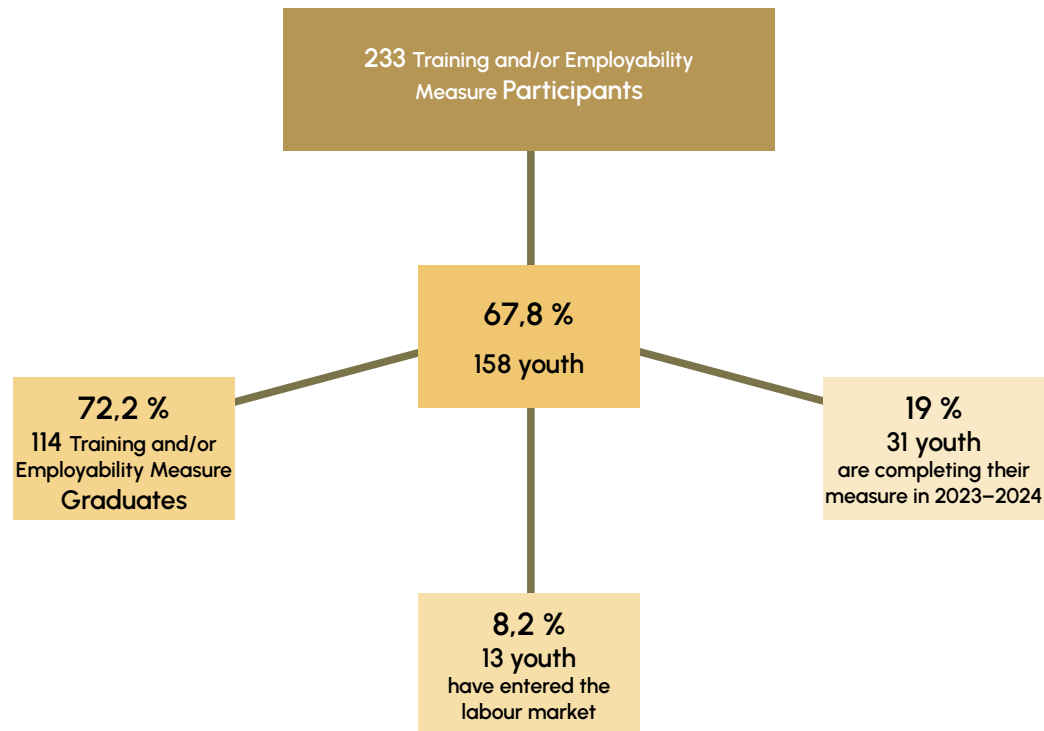 233 Training and/or Employability
Measure Participants
67,8 %
158 youth
72,2 %
114 Training and/or
Employability Measure
Graduates
19 %
31 youth
are completing their
measure in 2023–2024
8,2 %
13 youth
have entered the
labour market